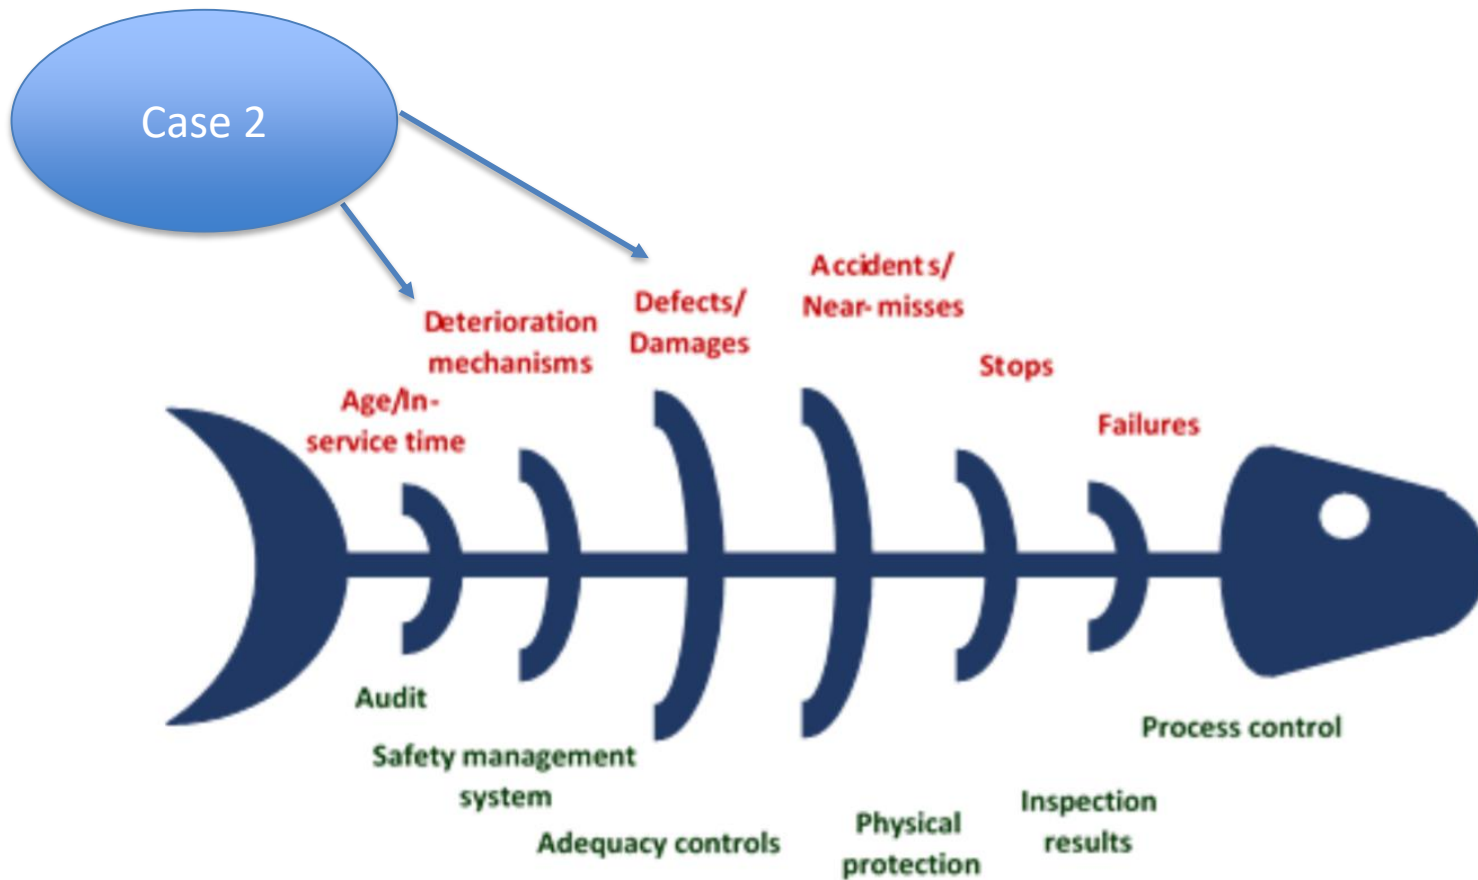 Case 2
Accidents/
Near-misses
Defects/
Damages
Deterioration
mechanisms
Stops
Age/In-
service time
Failures
Audit
Process control
Safety management
system
Inspection
results
Adequacy controls
Physical
protection